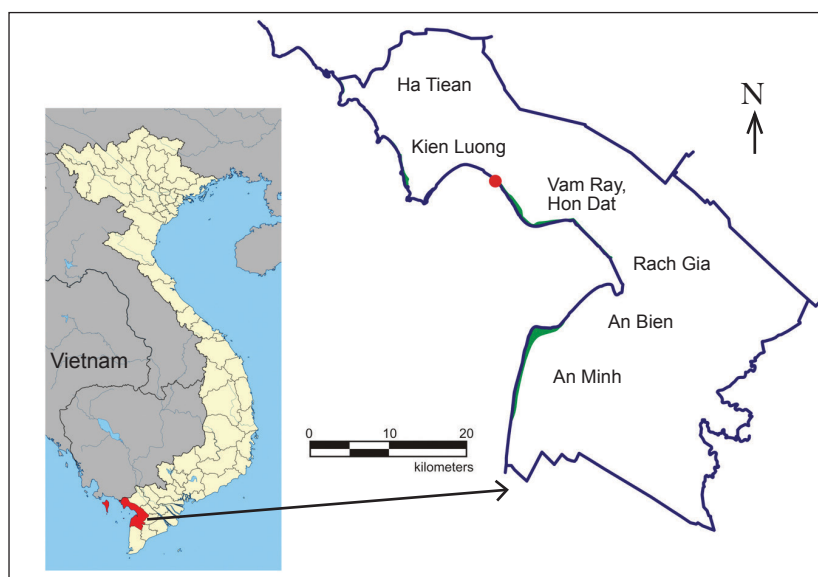 Ha Tiean
N
Kien Luong
Vam Ray,
Hon Dat
Rach Gia
An Bien
Vietnam
An Minh
0 10 20
kilometers